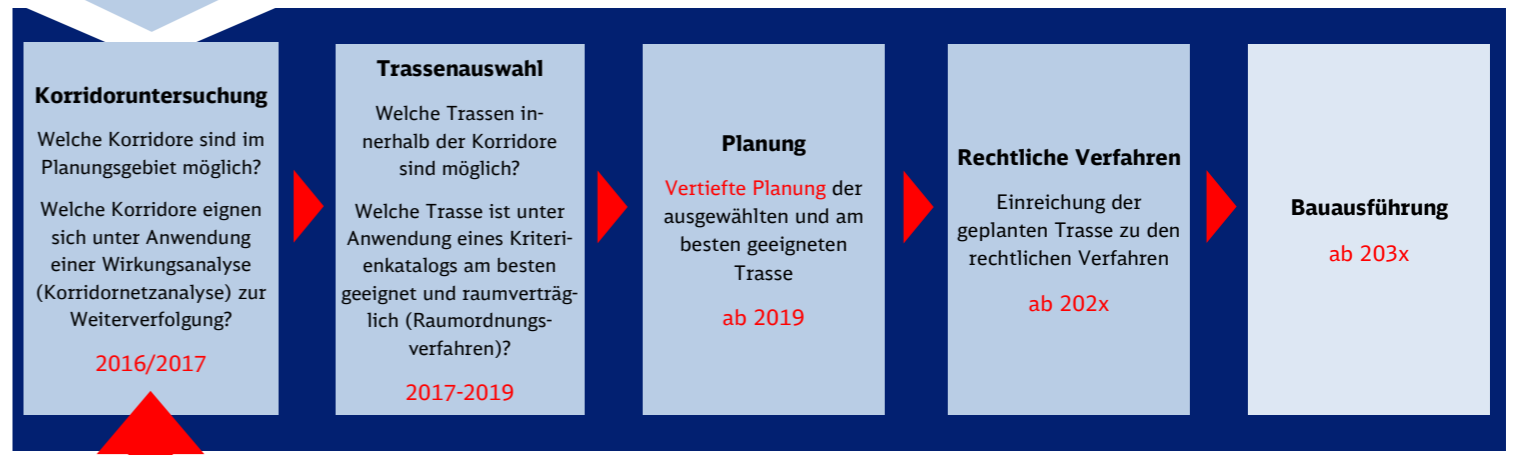 Korridoruntersuchung
Welche Korridore sind im
Planungsgebiet möglich?
Welche Korridore eignen
sich unter Anwendung
einer Wirkungsanalyse
(Korridornetzanalyse) zur
Weiterverfolgung?
2016/2017
Trassenauswahl
Welche Trassen in-
nerhalb der Korridore
sind möglich?
Welche Trasse ist unter
Anwendung eines Kriteri-
enkatalogs am besten
geeignet und raumverträg-
lich (Raumordnungs-
verfahren)?
2017-2019
Planung
Vertiefte Planung der
ausgewählten und am
besten geeigneten
Trasse
ab 2019
Rechtliche Verfahren
Einreichung der
geplanten Trasse zu den
rechtlichen Verfahren
ab 202x
Bauausführung
ab 203x